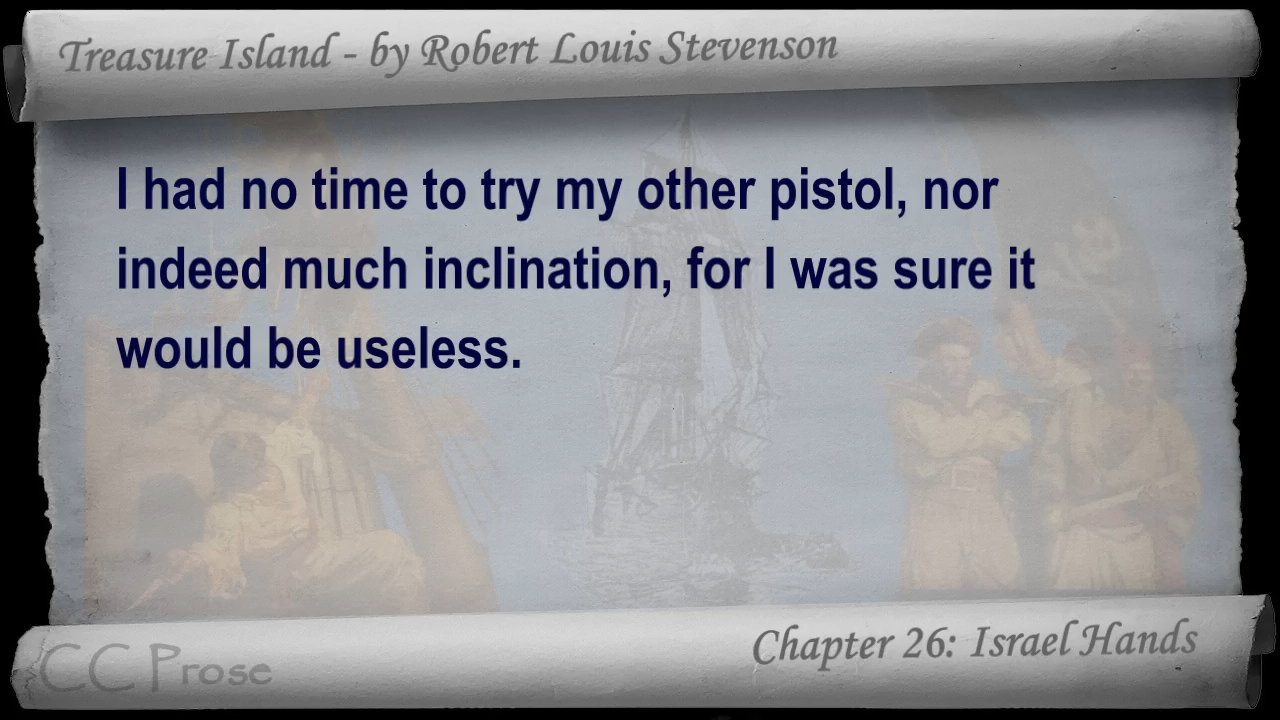 Treasure Island - by Robert Louis Stevenson
I had no time to try my other pistol, nor
indeed much inclination, for I was sure it
would be useless.
Chapter 26: Israel Hands
CC Prose